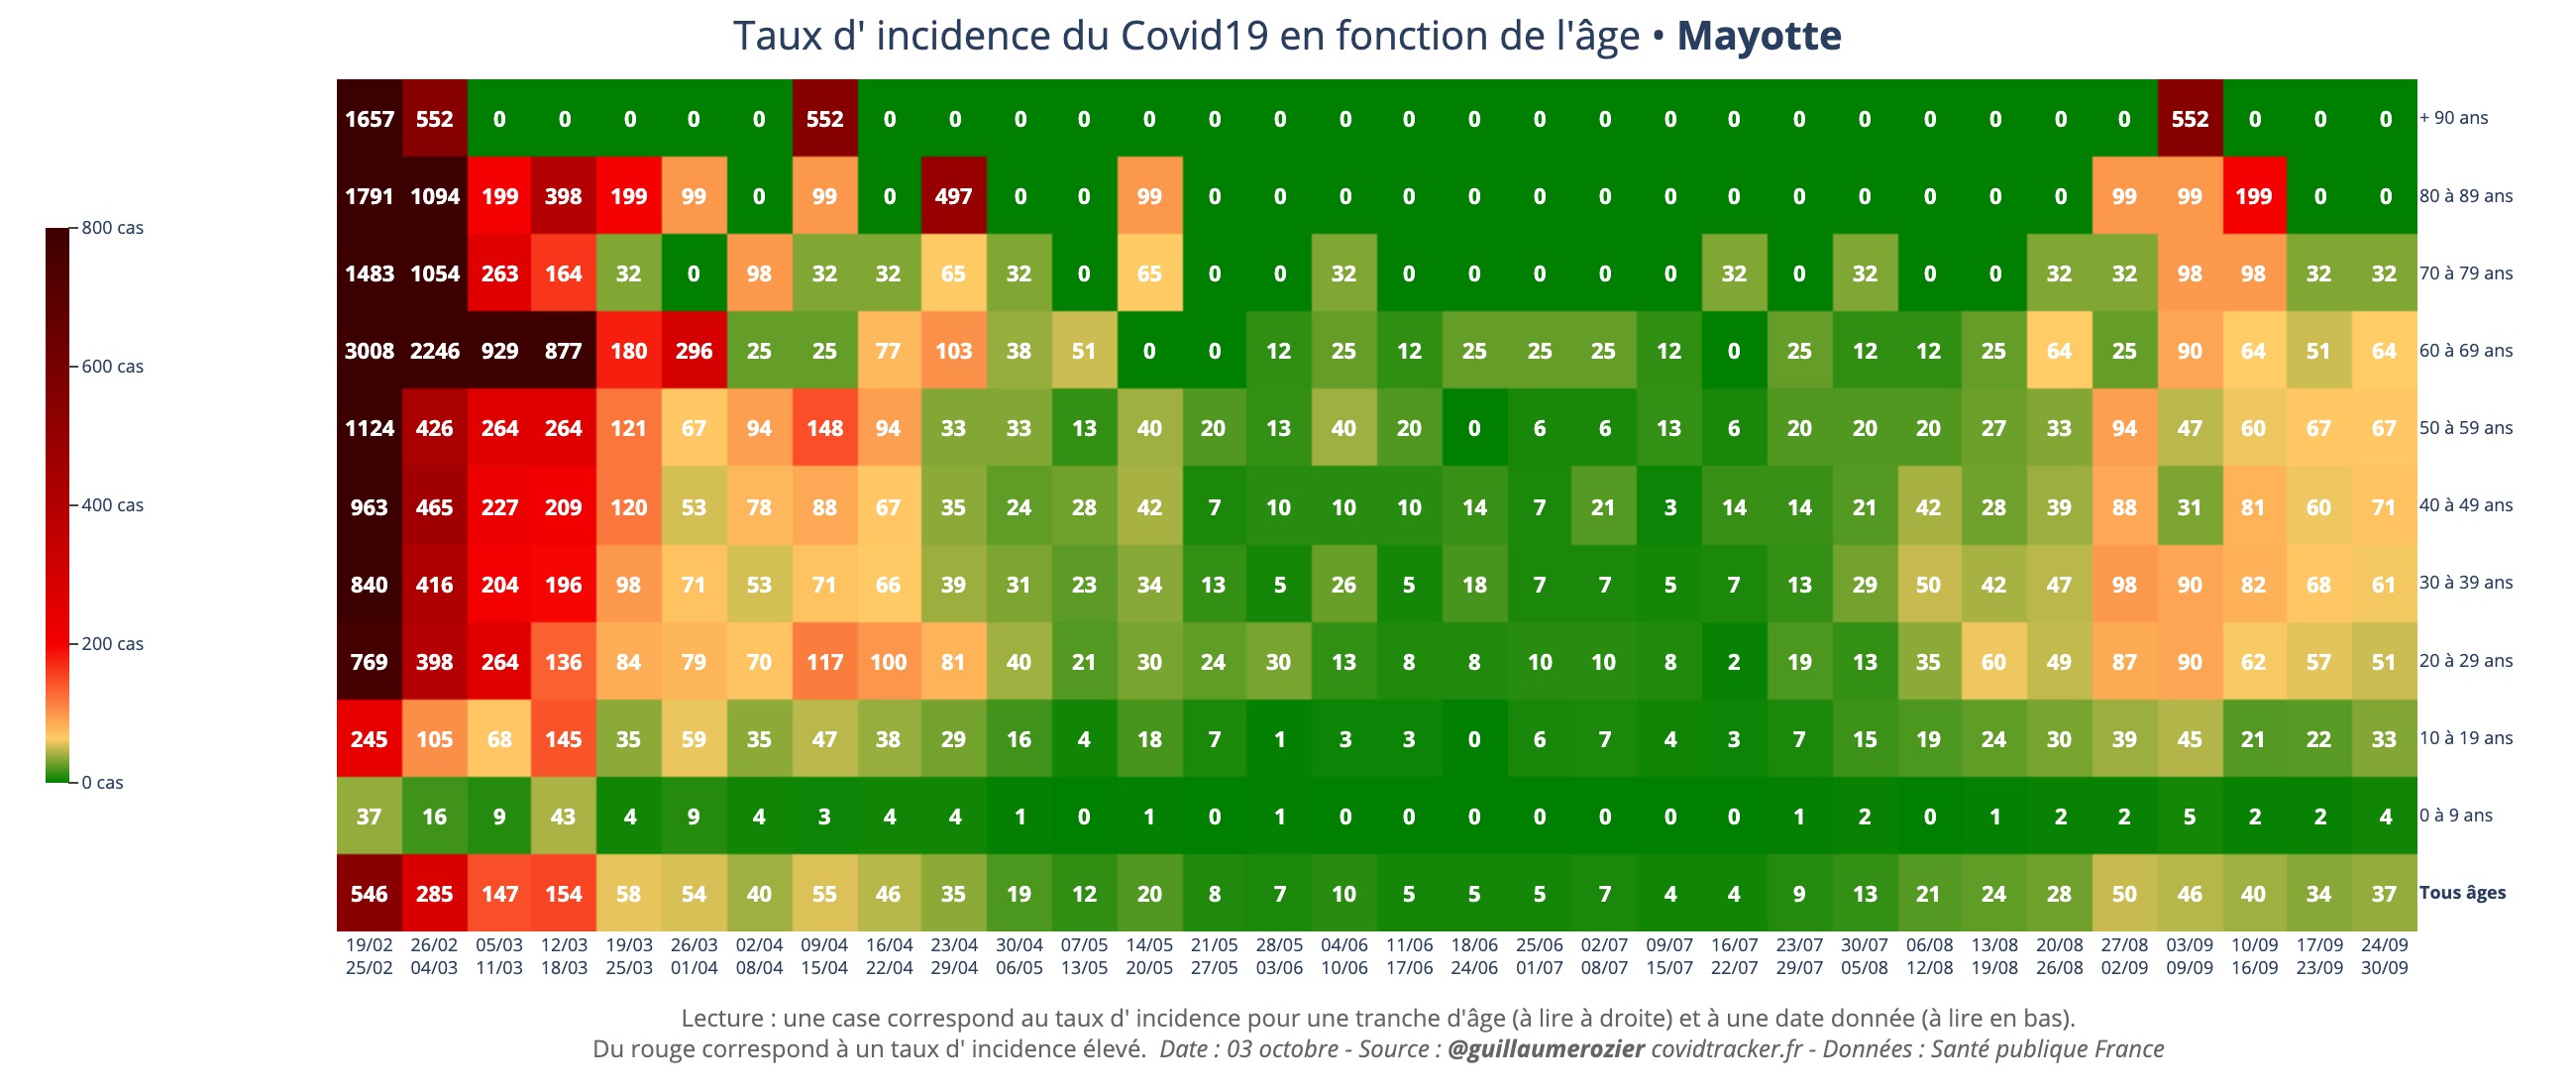 Taux d' incidence du Covid19 en fonction de l'âge • Mayotte
800 cas
600 cas
400 cas
200 cas
0 cas
1657 552 0 0 0 0 0 552 0 0 0 0 0 0 0 0 0 0 0 0 0 0 0 0 0 0 0 0 552 0 0 0 + 90 ans
1791 1094 199 398 199 99 0 99 0 497 0 0 99 0 0 0 0 0 0 0 0 0 0 0 0 0 0 99 99 199 0 0 80 à 89 ans
1483 1054 263 164 32 0 98 32 32 65 32 0 65 0 0 32 0 0 0 0 0 32 0 32 0 0 32 32 98 98 32 32 70 à 79 ans
3008 2246 929 877 180 296 25 25 77 103 38 51 0 0 12 25 12 25 25 25 12 0 25 12 12 25 64 25 90 64 51 64 60 à 69 ans
1124 426 264 264 121 67 94 148 94 33 33 13 40 20 13 40 20 0 6 6 13 6 20 20 20 27 33 94 47 60 67 67 50 à 59 ans
963 465 227 209 120 53 78 88 67 35 24 28 42 7 10 10 10 14 7 21 3 14 14 21 42 28 39 88 31 81 60 71 40 à 49 ans
840 416 204 196 98 71 53 71 66 39 31 23 34 13 5 26 5 18 7 7 5 7 13 29 50 42 47 98 90 82 68 61 30 à 39 ans
769 398 264 136 84 79 70 117 100 81 40 21 30 24 30 13 8 8 10 10 8 2 19 13 35 60 49 87 90 62 57 51 20 à 29 ans
245 105 68 145 35 59 35 47 38 29 16 4 18 7 1 3 3 0 6 7 4 3 7 15 19 24 30 39 45 21 22 33 10 à 19 ans
37 16 9 43 4 9 4 3 4 4 1 0 1 0 1 0 0 0 0 0 0 0 1 2 0 1 2 2 5 2 2 4 0 à 9 ans
546 285 147 154 58 54 40 55 46 35 19 12 20 8 7 10 5 5 5 7 4 4 9 13 21 24 28 50 46 40 34 37 Tous âges
19/02 26/02 05/03 12/03 19/03 26/03 02/04 09/04 16/04 23/04 30/04 07/05 14/05 21/05 28/05 04/06 11/06 18/06 25/06 02/07 09/07 16/07 23/07 30/07 06/08 13/08 20/08 27/08 03/09 10/09 17/09 24/09
25/02 04/03 11/03 18/03 25/03 01/04 08/04 15/04 22/04 29/04 06/05 13/05 20/05 27/05 03/06 10/06 17/06 24/06 01/07 08/07 15/07 22/07 29/07 05/08 12/08 19/08 26/08 02/09 09/09 16/09 23/09 30/09
Lecture : une case correspond au taux d' incidence pour une tranche d'âge (à lire à droite) et à une date donnée (à lire en bas).
Du rouge correspond à un taux d' incidence élevé. Date : 03 octobre - Source : @guillaumerozier covidtracker.fr - Données : Santé publique France